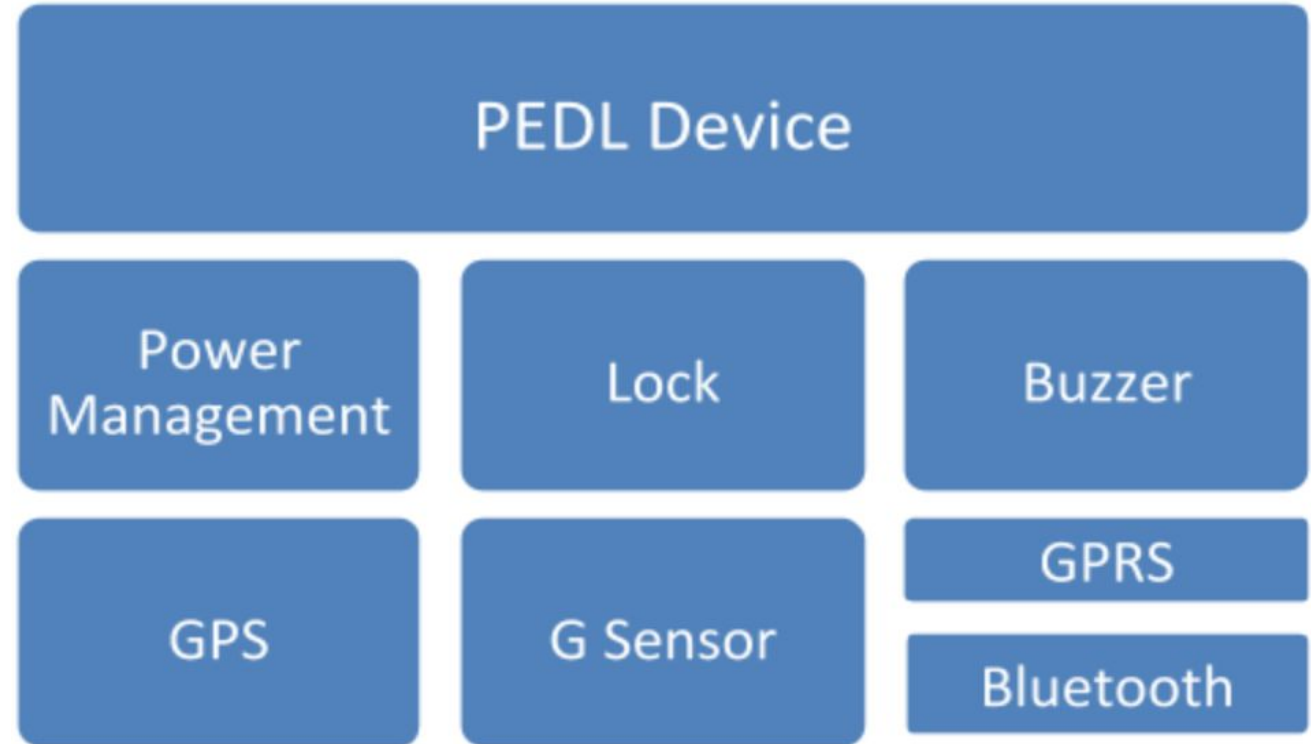 PEDL Device
Power
Management
Lock
Buzzer
GPS
G Sensor
GPRS
Bluetooth